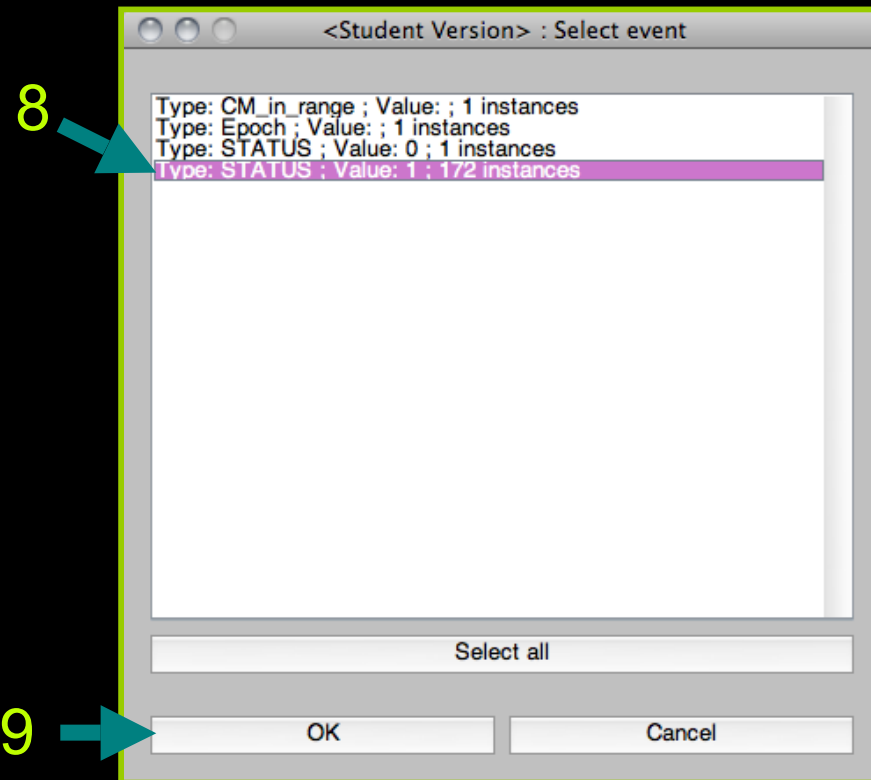 <Student Version> : Select event
8
Type: CM_in_range ; Value: ; 1 instances
Type: Epoch ; Value: ; 1 instances
Type: STATUS ; Value: 0 ; 1 instances
Type: STATUS ; Value: 1 ; 172 instances
Select all
9
OK
Cancel